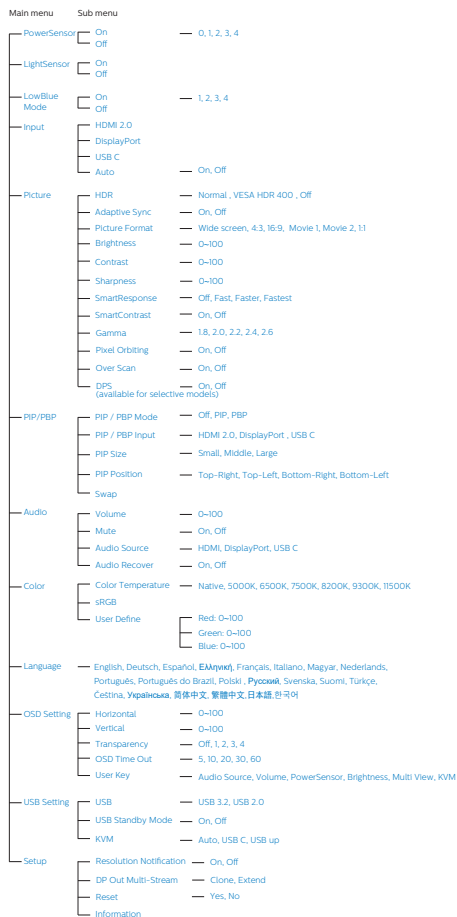 Main menu Sub menu
PowerSensor On 0, 1, 2, 3, 4
Off
LightSensor On
Off
LowBlue On 1, 2, 3, 4
Mode Off
Input HDMI 2.0
DisplayPort
USB C
Auto On, Off
Picture HDR Normal , VESA HDR 400 , Off
Adaptive Sync On, Off
Picture Format Wide screen, 4:3, 16:9, Movie 1, Movie 2, 1:1
Brightness 0~100
Contrast 0~100
Sharpness 0~100
SmartResponse Off, Fast, Faster, Fastest
SmartContrast On, Off
Gamma 1.8, 2.0, 2.2, 2.4, 2.6
Pixel Orbiting On, Off
Over Scan On, Off
DPS On, Off
(available for selective models)
PIP/PBP PIP / PBP Mode Off, PIP, PBP
PIP / PBP Input HDMI 2.0, DisplayPort , USB C
PIP Size Small, Middle, Large
PIP Position Top-Right, Top-Left, Bottom-Right, Bottom-Left
Swap
Audio Volume 0~100
Mute On, Off
Audio Source HDMI, DisplayPort, USB C
Audio Recover On, Off
Color Color Temperature Native, 5000K, 6500K, 7500K, 8200K, 9300K, 11500K
sRGB
User Define Red: 0~100
Green: 0~100
Blue: 0~100
Language English, Deutsch, Español, Ελληνική, Français, Italiano, Magyar, Nederlands,
Português, Português do Brazil, Polski , Русский, Svenska, Suomi, Türkçe,
Čeština, Українська, 简体中文, 繁體中文,日本語,한국어
OSD Setting Horizontal 0~100
Vertical 0~100
Transparency Off, 1, 2, 3, 4
OSD Time Out 5, 10, 20, 30, 60
User Key Audio Source, Volume, PowerSensor, Brightness, Multi View, KVM
USB Setting USB USB 3.2, USB 2.0
USB Standby Mode On, Off
KVM Auto, USB C, USB up
Setup Resolution Notification On, Off
DP Out Multi-Stream Clone, Extend
Reset Yes, No
Information